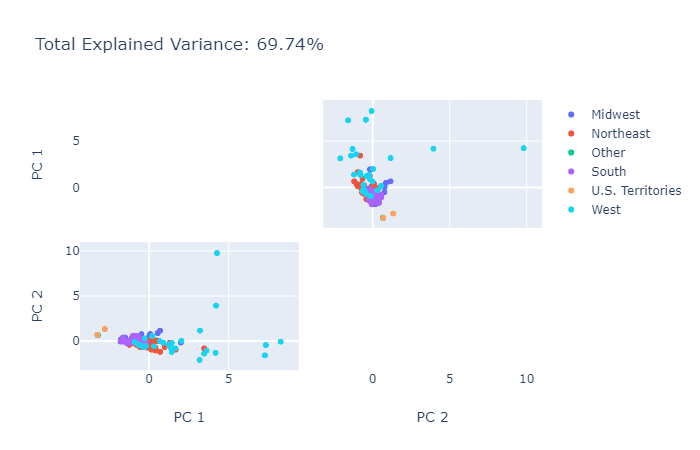 Total Explained Variance: 69.74%
PC 1
5
0
Midwest
Northeast
Other
South
U.S. Territories
West
PC 2
10
5
0
0
5
0
5
10
PC 1
PC 2